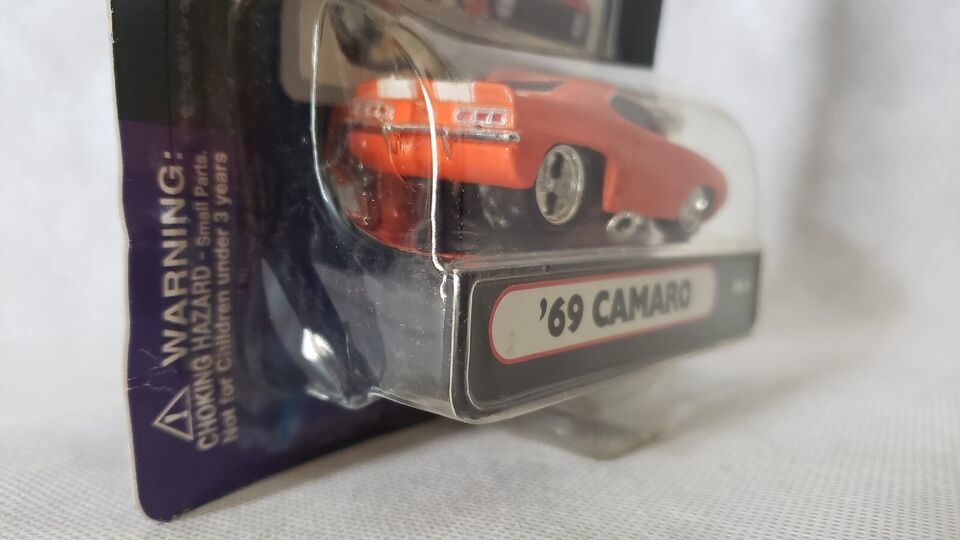 WARNING:
CHOKING HAZARD - Small Parts.
Not for Children under 3 years
'69 CAMARO